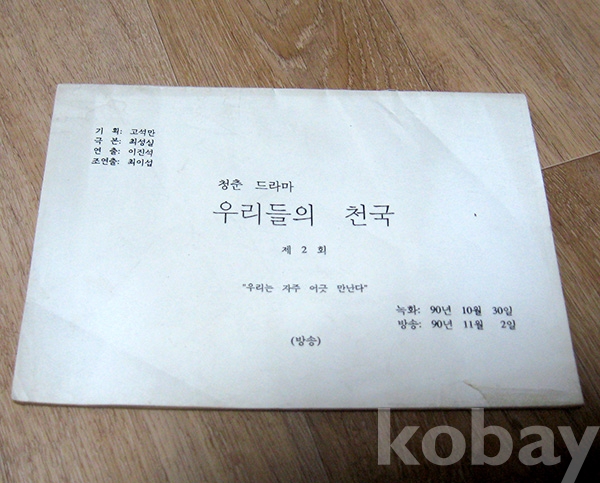 기 획: 고석만
극 본: 최성실
연 출: 이진석
조연출: 최이섭
청춘 드라마
우리들의 천국
제 2 회
"우리는 자주 어긋 만난다"
녹화: 90년 10월 30일
방송: 90년 11월 2일
(방송)
kobay